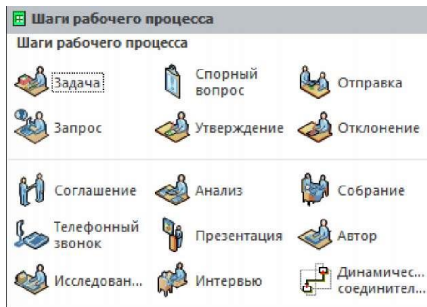 Шаги рабочего процесса
Шаги рабочего процесса
Задача
Спорный
вопрос
Отправка
Запрос
Утверждение
Отклонение
Соглашение
Анализ
Собрание
Телефонный
звонок
Презентация
Автор
Исследован...
Интервью
Динамичес...
соединител...